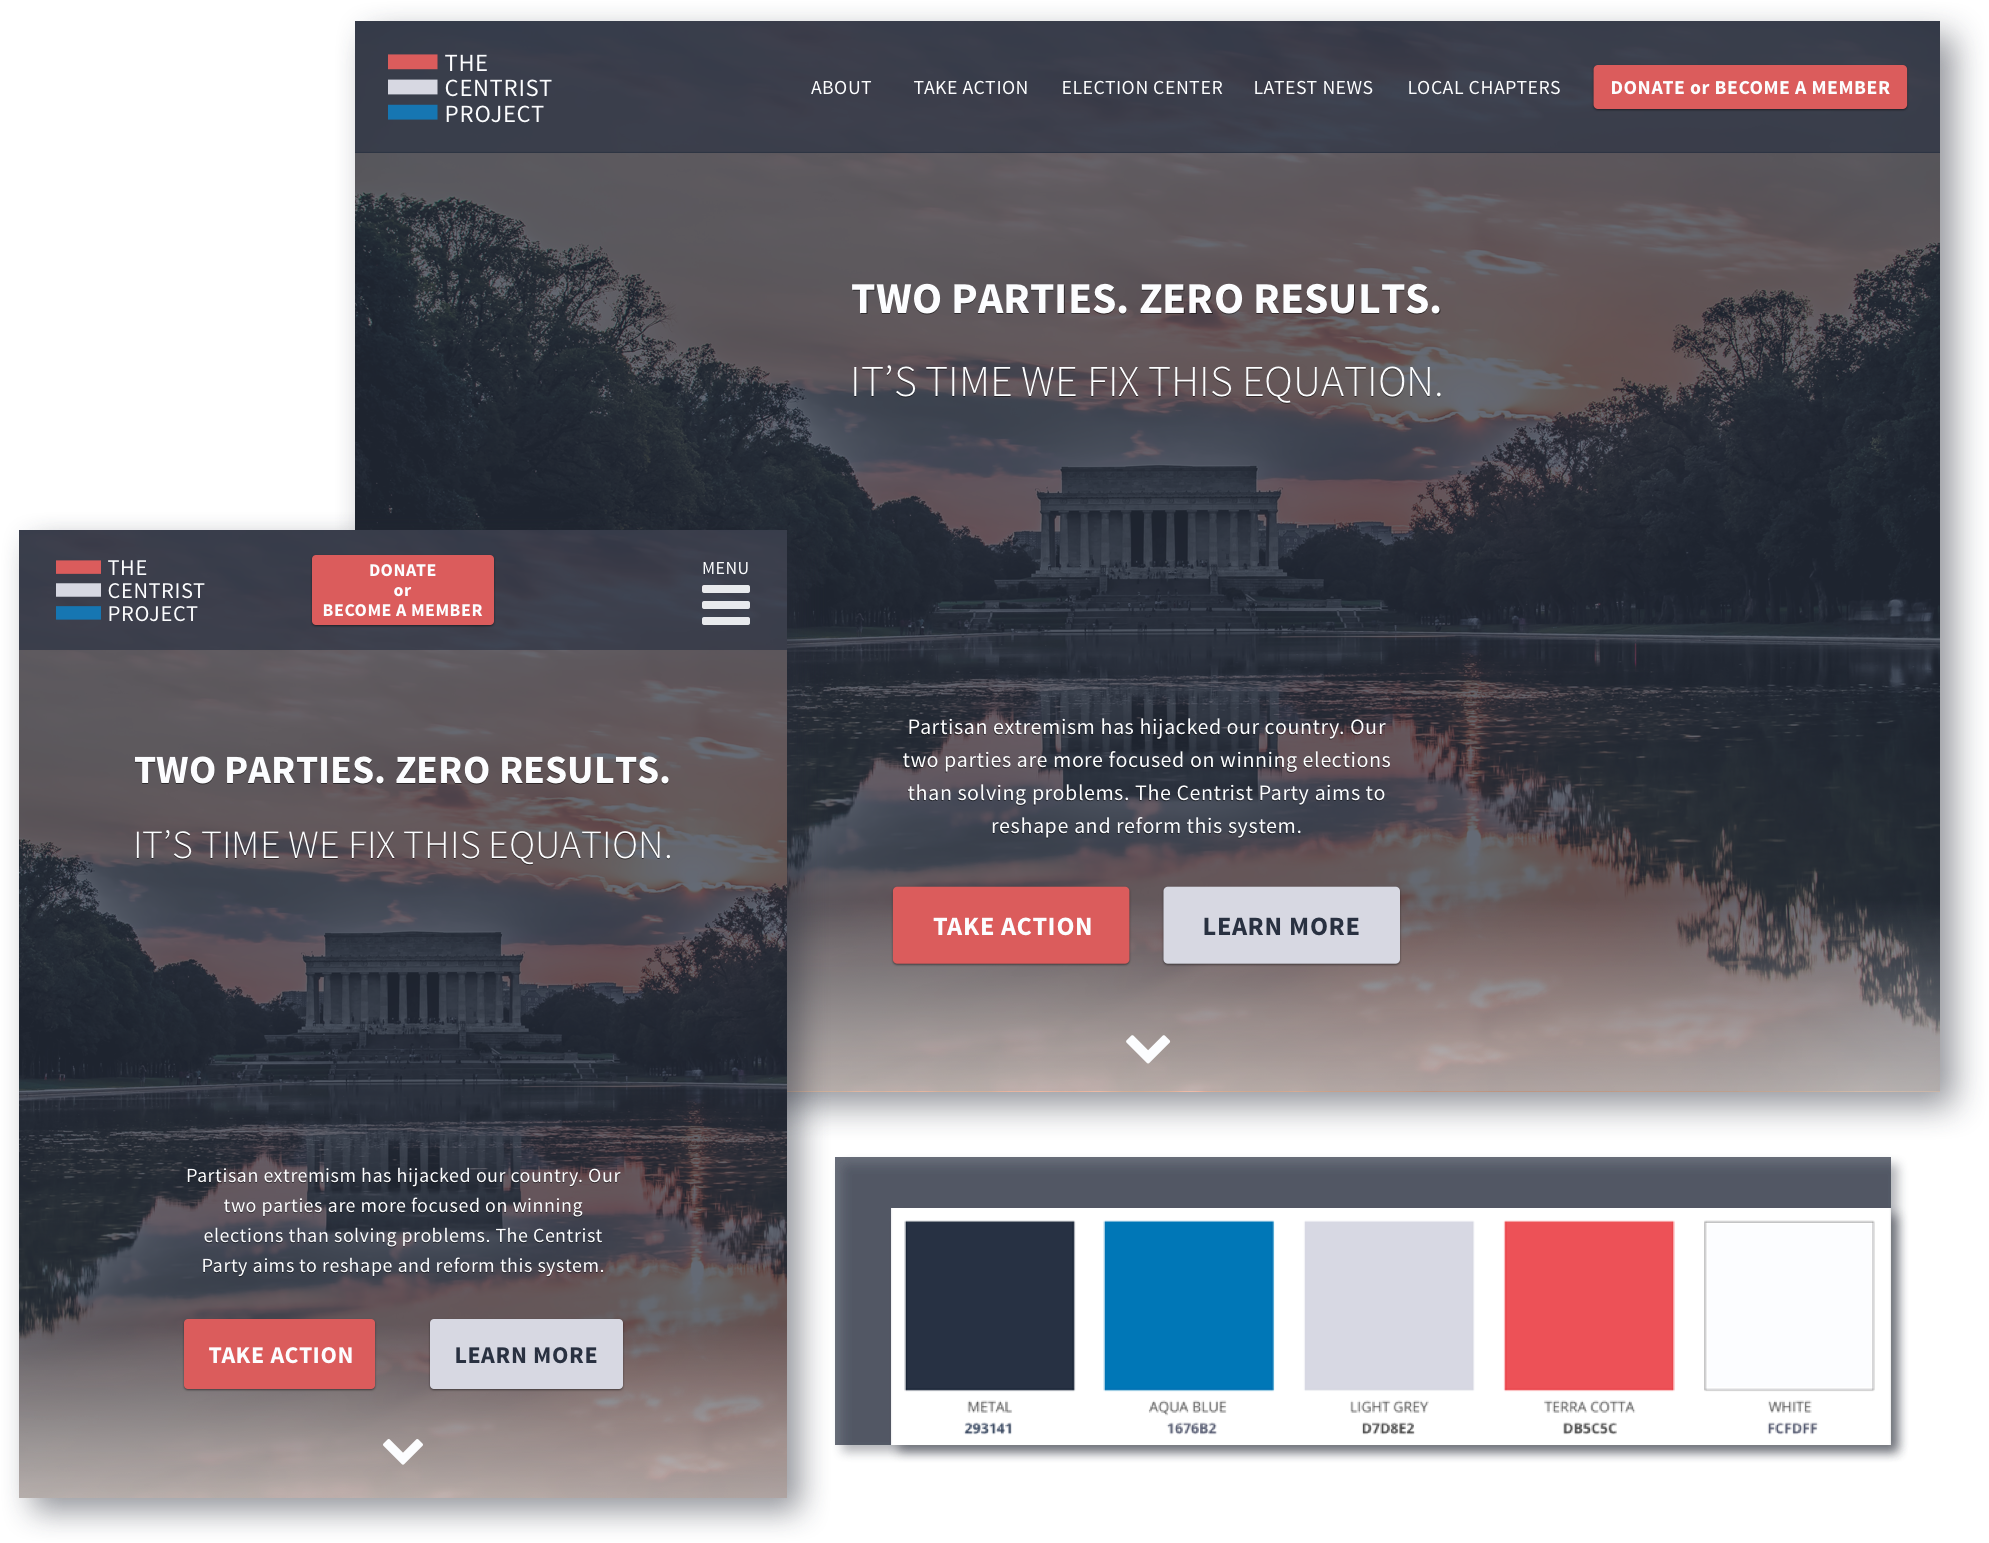 THE
CENTRIST
PROJECT
ABOUT TAKE ACTION ELECTION CENTER LATEST NEWS LOCAL CHAPTERS DONATE or BECOME A MEMBER
TWO PARTIES. ZERO RESULTS.
IT’S TIME WE FIX THIS EQUATION.
Partisan extremism has hijacked our country. Our
two parties are more focused on winning elections
than solving problems. The Centrist Party aims to
reshape and reform this system.
TAKE ACTION LEARN MORE
THE
CENTRIST
PROJECT
DONATE
or
BECOME A MEMBER
MENU
TWO PARTIES. ZERO RESULTS.
IT’S TIME WE FIX THIS EQUATION.
Partisan extremism has hijacked our country. Our
two parties are more focused on winning
elections than solving problems. The Centrist
Party aims to reshape and reform this system.
TAKE ACTION LEARN MORE
METAL AQUA BLUE LIGHT GREY TERRA COTTA WHITE
293141 1676B2 D7D8E2 DB5C5C FCFDFF